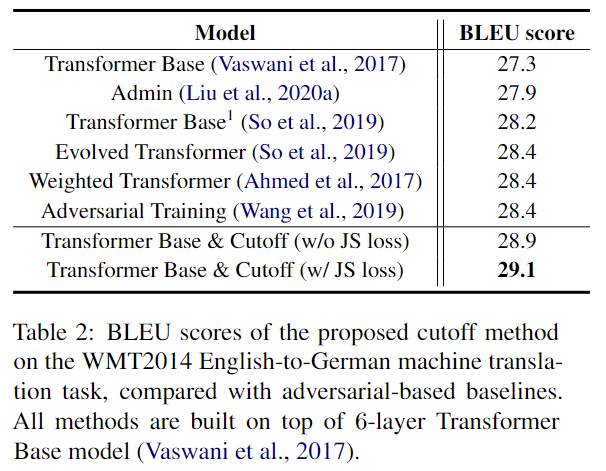 Model BLEU score
Transformer Base (Vaswani et al., 2017) 27.3
Admin (Liu et al., 2020a) 27.9
Transformer Base1 (So et al., 2019) 28.2
Evolved Transformer (So et al., 2019) 28.4
Weighted Transformer (Ahmed et al., 2017) 28.4
Adversarial Training (Wang et al., 2019) 28.4
Transformer Base & Cutoff (w/o JS loss) 28.9
Transformer Base & Cutoff (w/ JS loss) 29.1
Table 2: BLEU scores of the proposed cutoff method
on the WMT2014 English-to-German machine transla-
tion task, compared with adversarial-based baselines.
All methods are built on top of 6-layer Transformer
Base model (Vaswani et al., 2017).